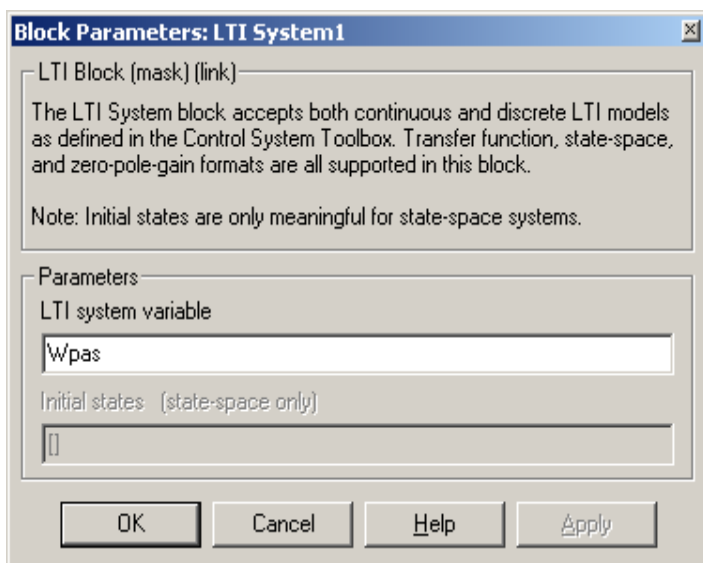 Block Parameters: LTI System1
LTI Block (mask) (link)
The LTI System block accepts both continuous and discrete LTI models
as defined in the Control System Toolbox. Transfer function, state-space,
and zero-pole-gain formats are all supported in this block.
Note: Initial states are only meaningful for state-space systems.
Parameters
LTI system variable
Wpas
Initial states (state-space only)
[]
OK Cancel Help Apply